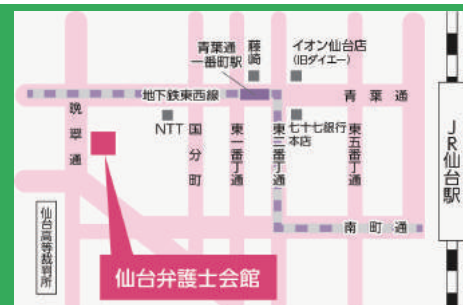 青葉通
一番町駅
藤崎
イオン仙台店
(旧ダイエー)
地下鉄東西線
青葉通
晩翠通
NTT
国分町
東一番丁通
東二番丁通
七十七銀行
本店
東五番丁通
JR仙台駅
南町通
仙台高等裁判所
仙台弁護士会館